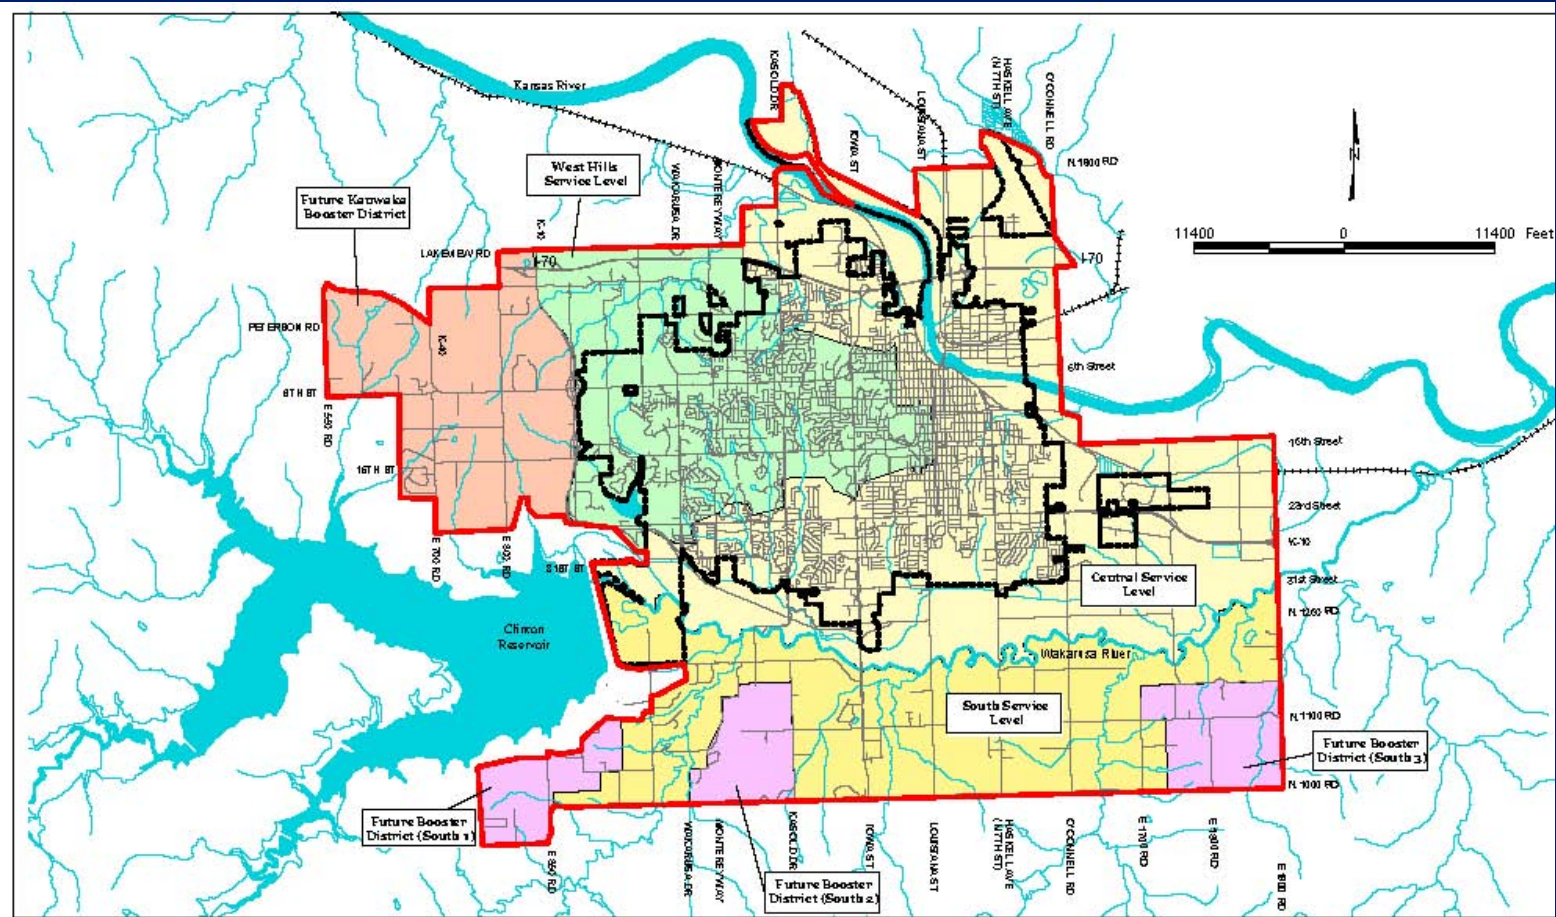 Kansas River
KASOLD DR
IOWA ST
LOUISIANA ST
HASKELL AVE
(N 7TH ST)
O'CONNELL RD
N 1800 RD
West Hills
Service Level
WAKARUSA DR
MONTEREY WAY
Future Kanwaka
Booster District
K-10
LAKEVIEW RD
I-70
I-70
N
11400
0
11400 Feet
PETERSON RD
K-40
6TH ST
E 550 RD
6th Street
15TH ST
15th Street
23rd Street
K-10
E 700 RD
E 800 RD
31ST ST
31st Street
Central Service
Level
N. 1250 RD
Clinton
Reservoir
Wakarusa River
South Service
Level
N. 1100 RD
Future Booster
District (South 3)
N. 1000 RD
Future Booster
District (South 1)
E 850 RD
WAKARUSA DR
MONTEREY WAY
KASOLD DR
IOWA ST
LOUISIANA ST
HASKELL AVE
(N 7TH ST)
O'CONNELL RD
E 1700 RD
E 1800 RD
E 1900 RD
Future Booster
District (South 2)